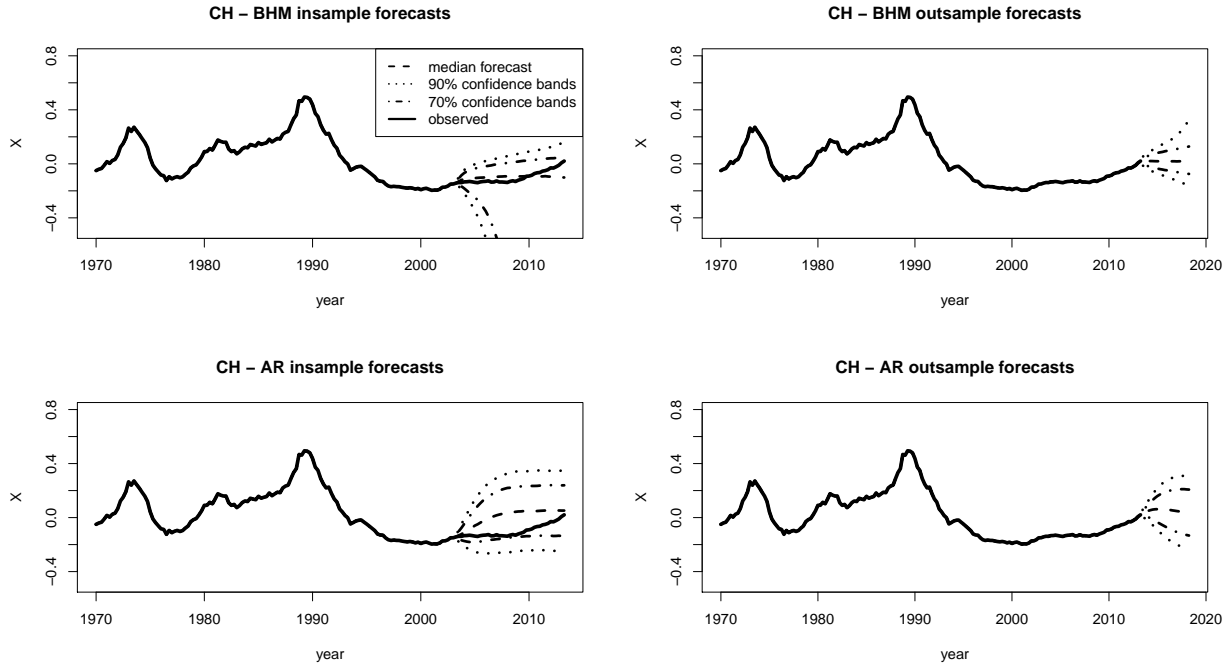 CH − BHM insample forecasts
X
0.8
0.4
0.0
−0.4
median forecast
90% confidence bands
70% confidence bands
observed
1970 1980 1990 2000 2010
year
CH − BHM outsample forecasts
X
0.8
0.4
0.0
−0.4
1970 1980 1990 2000 2010 2020
year
CH − AR insample forecasts
X
0.8
0.4
0.0
−0.4
1970 1980 1990 2000 2010
year
CH − AR outsample forecasts
X
0.8
0.4
0.0
−0.4
1970 1980 1990 2000 2010 2020
year